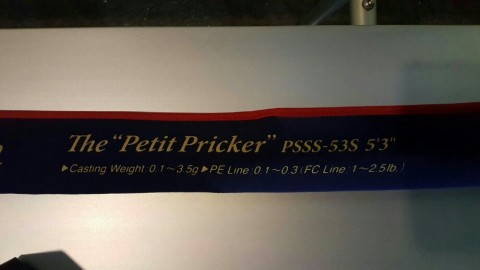 The "Petit Pricker" PSSS-53S 5'3"
▶Casting Weight:0.1~3.5g▶PE Line:0.1~0.3(FC Line:1~2.5lb.)